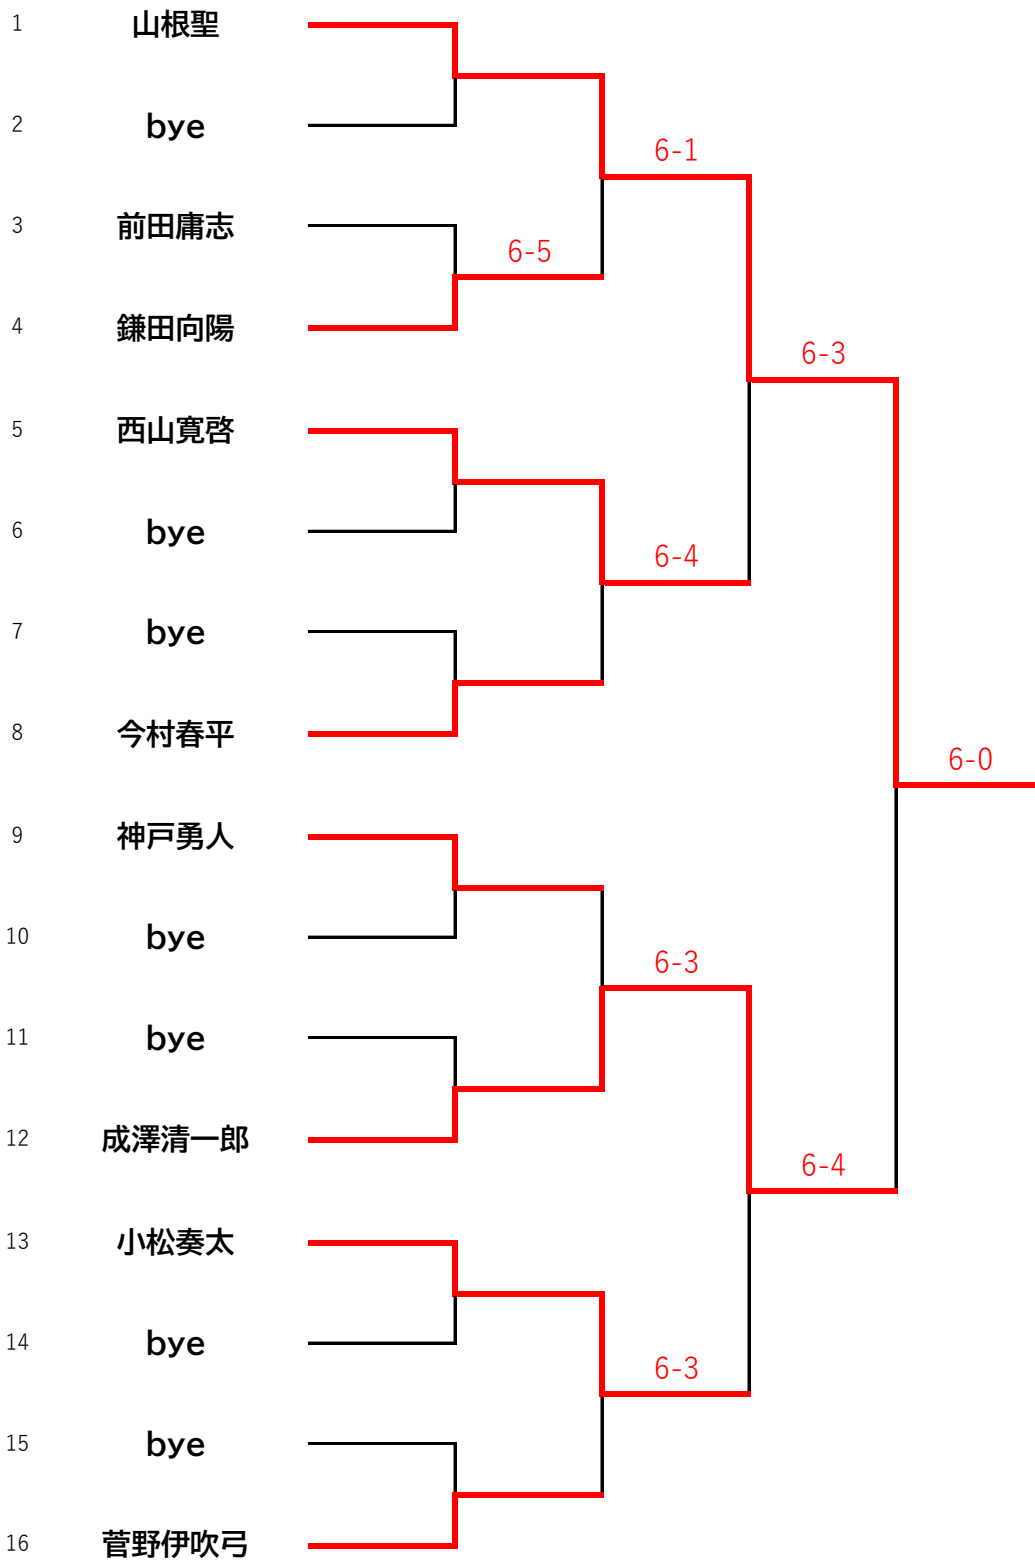 1 山根聖
2 bye
6-1
3 前田庸志
6-5
4 鎌田向陽
6-3
5 西山寛啓
6 bye
6-4
7 bye
8 今村春平
6-0
9 神戸勇人
10 bye
6-3
11 bye
12 成澤清一郎
6-4
13 小松奏太
14 bye
6-3
15 bye
16 菅野伊吹弓